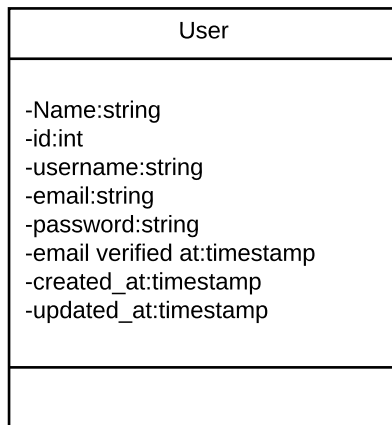 User
-Name:string
-id:int
-username:string
-email:string
-password:string
-email verified at:timestamp
-created_at:timestamp
-updated_at:timestamp